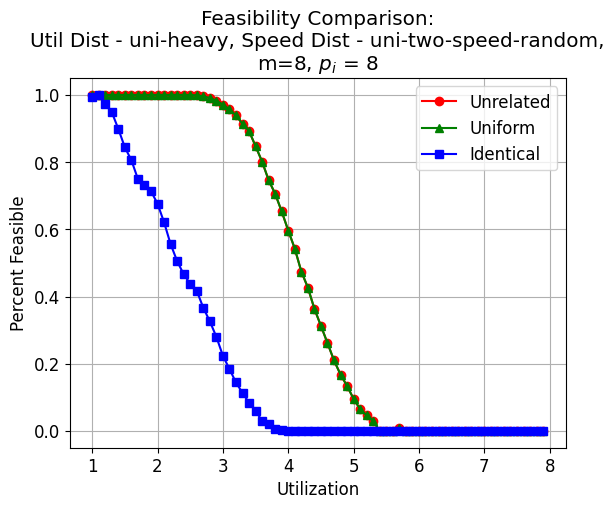 Feasibility Comparison:
Util Dist - uni-heavy, Speed Dist - uni-two-speed-random,
m=8, $p_i$ = 8
1.0
0.8
0.6
0.4
0.2
0.0
Percent Feasible
Unrelated
Uniform
Identical
1 2 3 4 5 6 7 8
Utilization